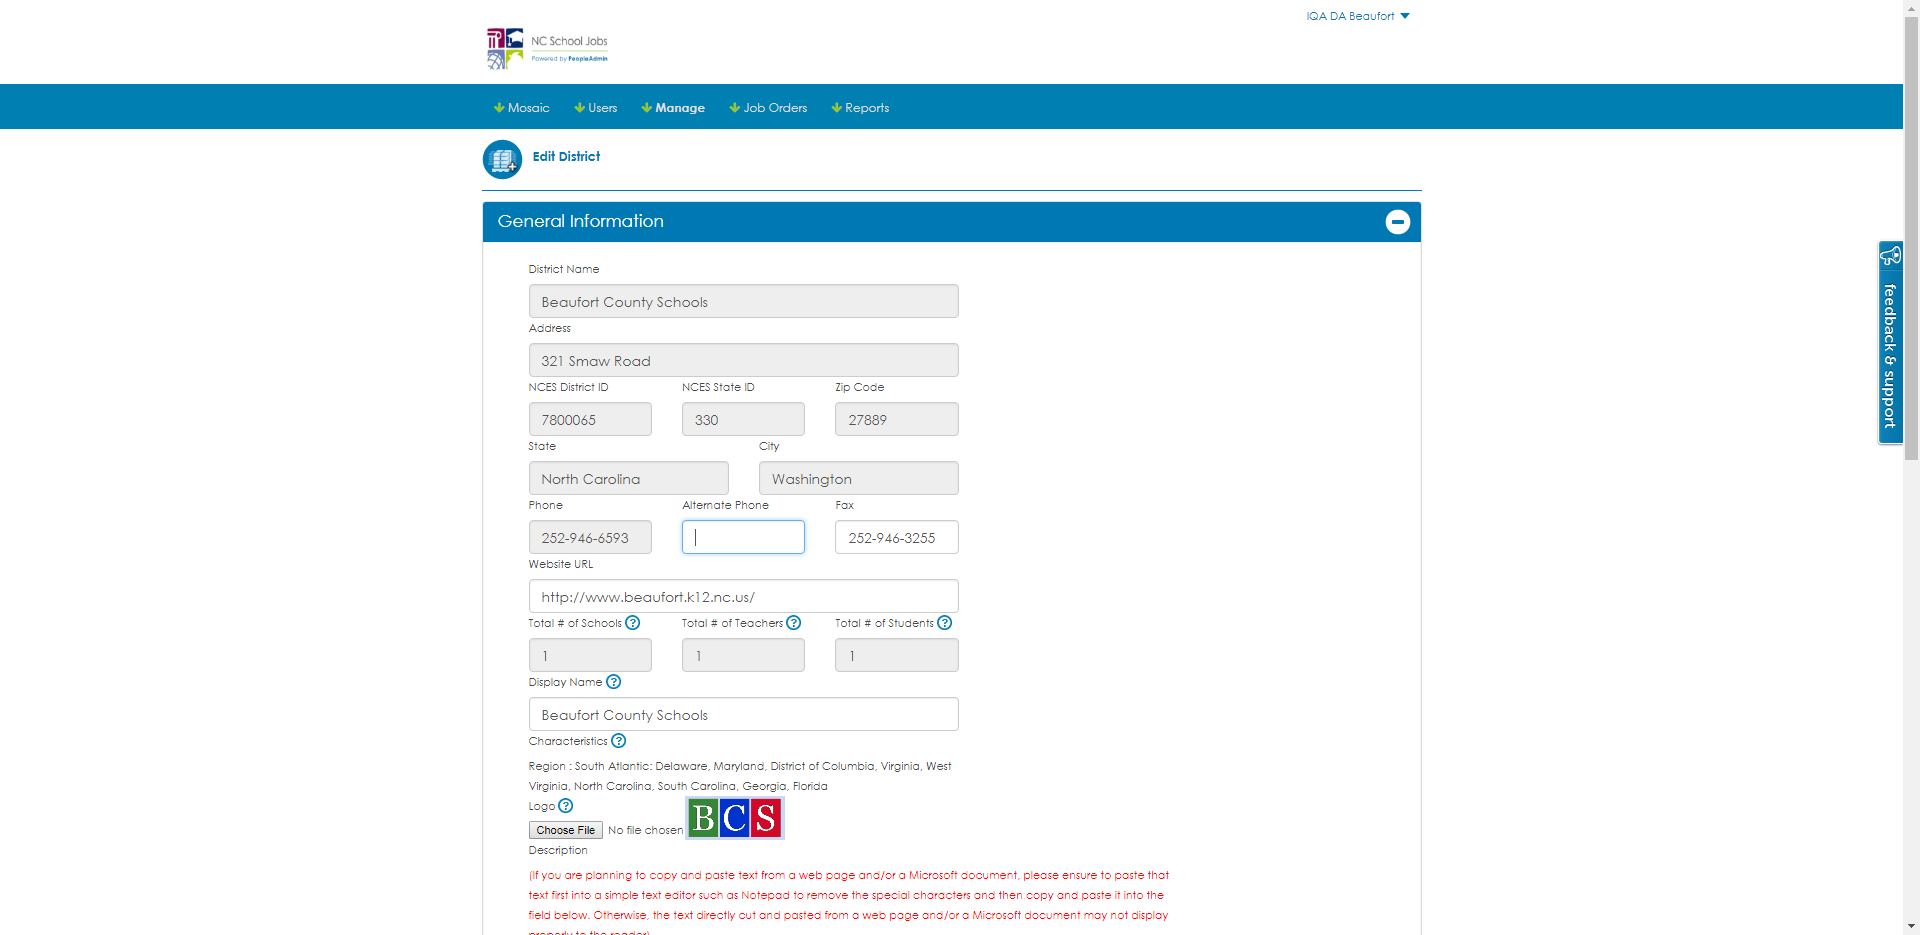 IQA DA Beaufort
NC School Jobs
Powered by PeopleAdmin
Mosaic Users Manage Job Orders Reports
Edit District
General Information
District Name
Beaufort County Schools
Address
321 Smaw Road
NCES District ID NCES State ID Zip Code
7800065 330 27889
State City
North Carolina Washington
Phone Alternate Phone Fax
252-946-6593 252-946-3255
Website URL
http://www.beaufort.k12.nc.us/
Total # of Schools ? Total # of Teachers ? Total # of Students ?
1 1 1
Display Name ?
Beaufort County Schools
Characteristics ?
Region : South Atlantic: Delaware, Maryland, District of Columbia, Virginia, West
Virginia, North Carolina, South Carolina, Georgia, Florida
Logo ?
Choose File No file chosen BCS
Description
(If you are planning to copy and paste text from a web page and/or a Microsoft document, please ensure to paste that
text first into a simple text editor such as Notepad to remove the special characters and then copy and paste it into the
field below. Otherwise, the text directly cut and pasted from a web page and/or a Microsoft document may not display
properly to the reader)
feedback & support